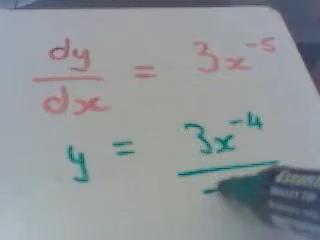 dy/dx = 3x⁻⁵
y = 3x⁻⁴/-